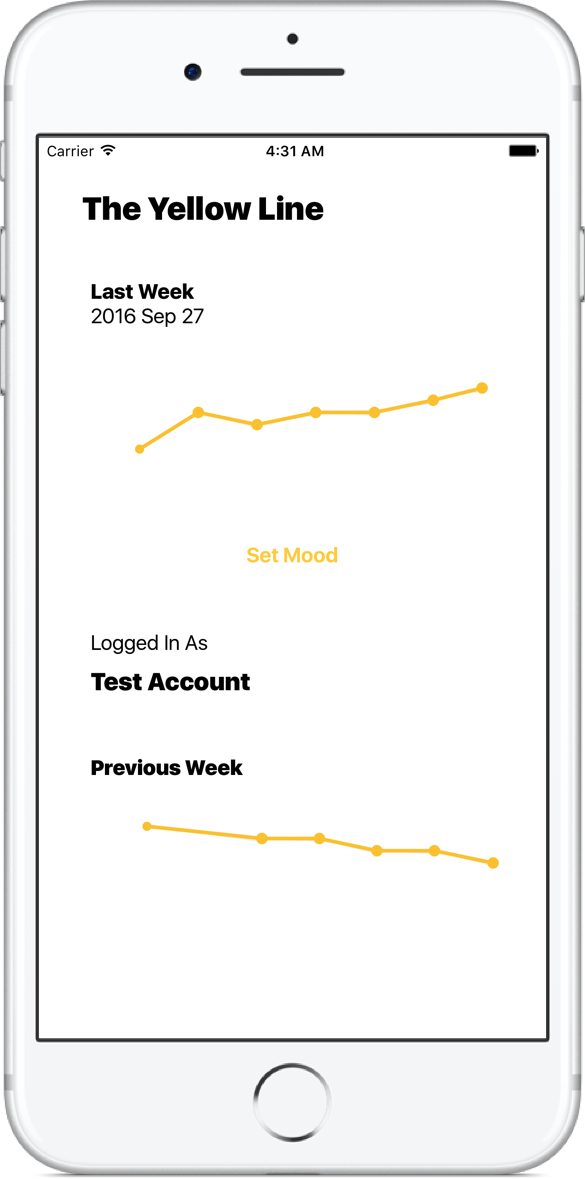 Carrier 4:31 AM
The Yellow Line
Last Week
2016 Sep 27
Set Mood
Logged In As
Test Account
Previous Week